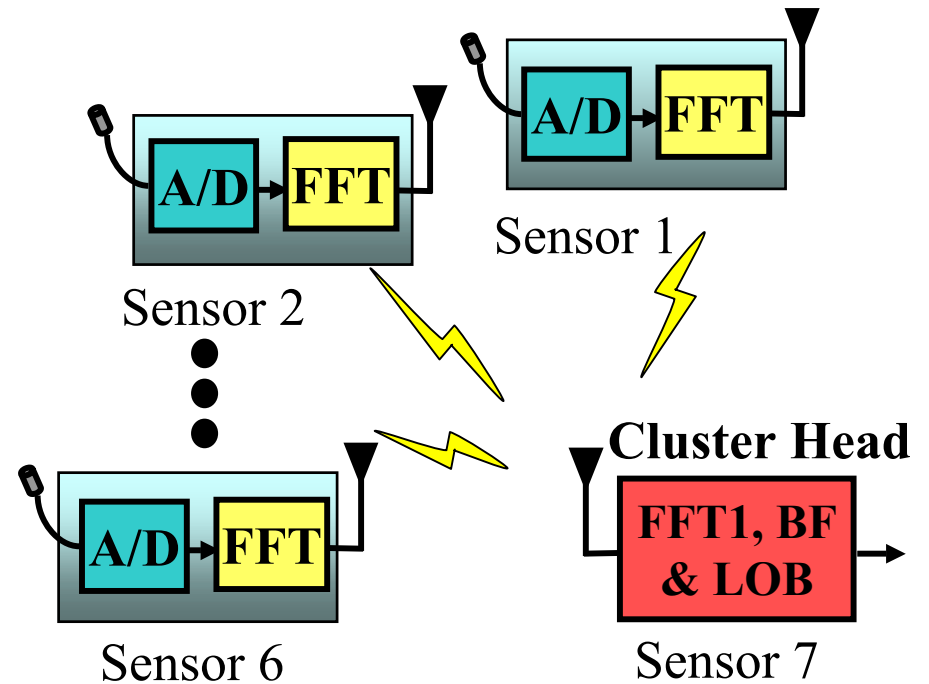 A/D
FFT
Sensor 1
A/D
FFT
Sensor 2
A/D
FFT
Sensor 6
Cluster Head
FFT1, BF
& LOB
Sensor 7